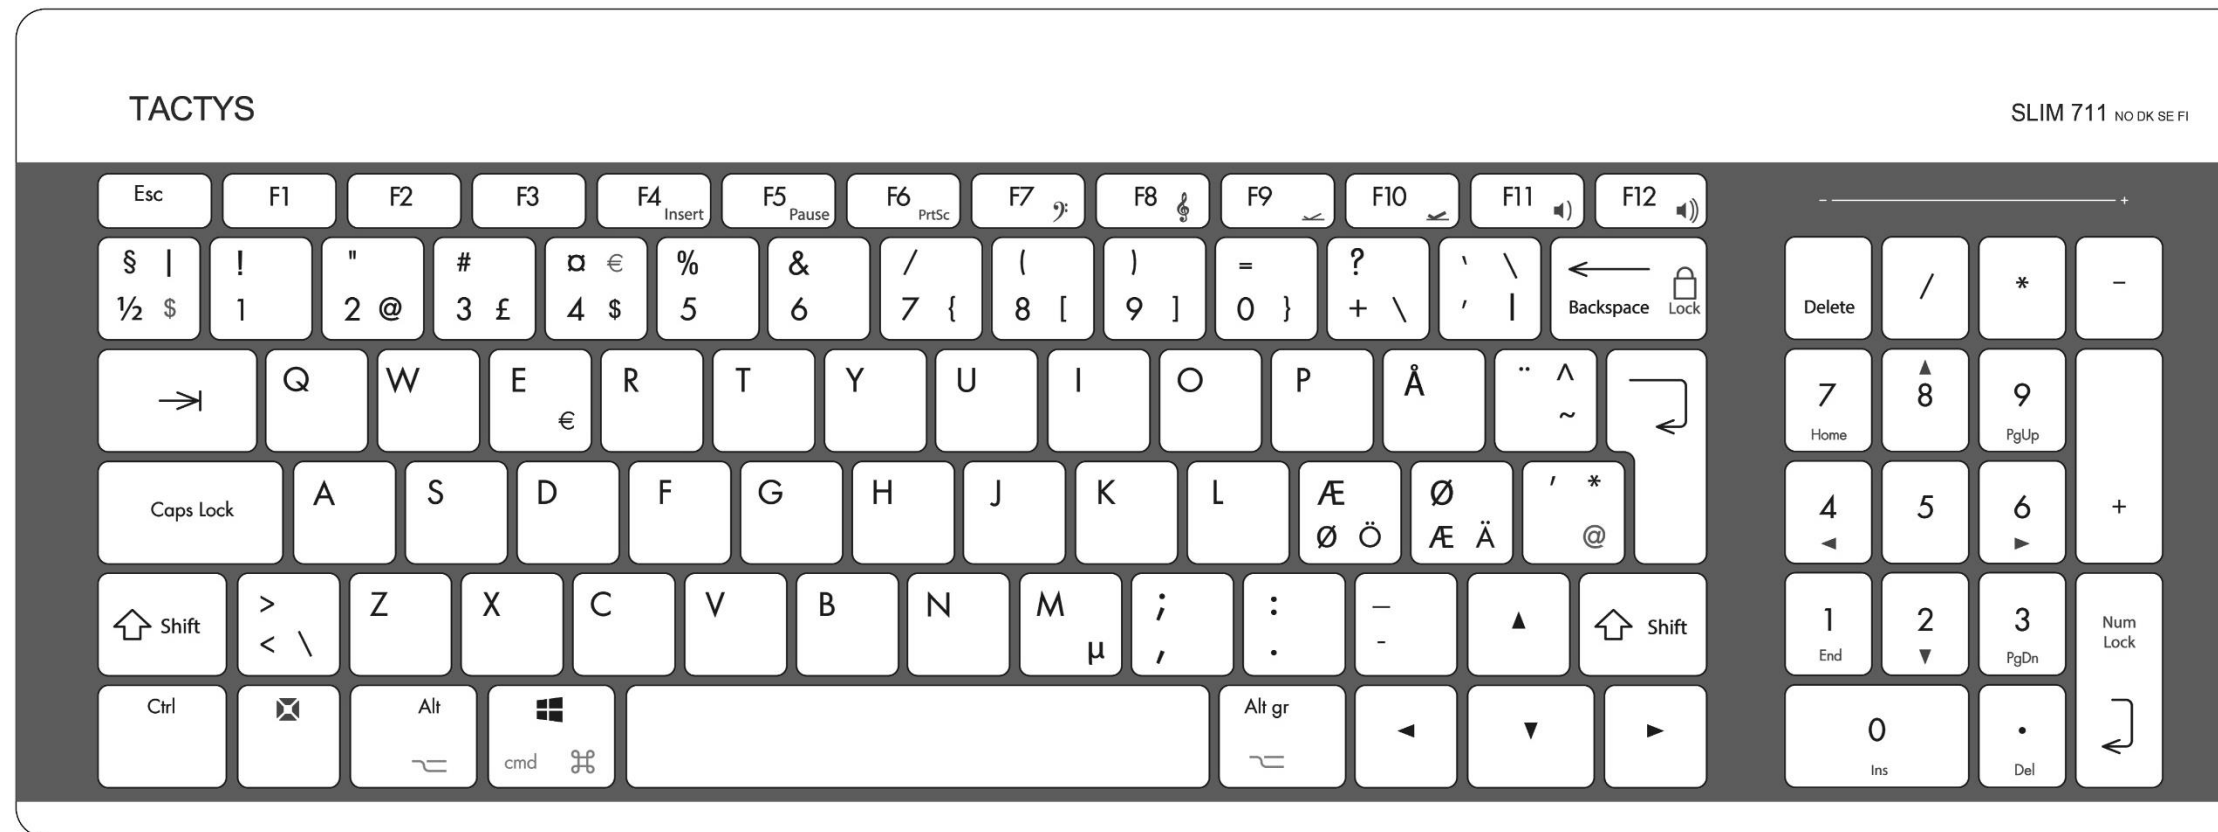 TACTYS
SLIM 711 NO DK SE FI
Esc F1 F2 F3 F4 Insert F5 Pause F6 PrtSc F7 F8 F9 F10 F11 F12
- +
§ | ! " # ¤ € % & / ( ) = ? ` \
½ $ 1 2 @ 3 £ 4 $ 5 6 7 { 8 [ 9 ] 0 } + \ ´ | Backspace Lock Delete / * -
Q W E R T Y U I O P Å ¨ ^ 7 8 9
€ ~ Home PgUp
Caps Lock A S D F G H J K L Æ Ø ' * 4 5 6 +
Ø Ö Æ Ä @
Shift > Z X C V B N M ; : _ Shift 1 2 3 Num
< \ µ , . - End PgDn Lock
Ctrl Alt Alt gr 0 .
cmd ⌘ Ins Del